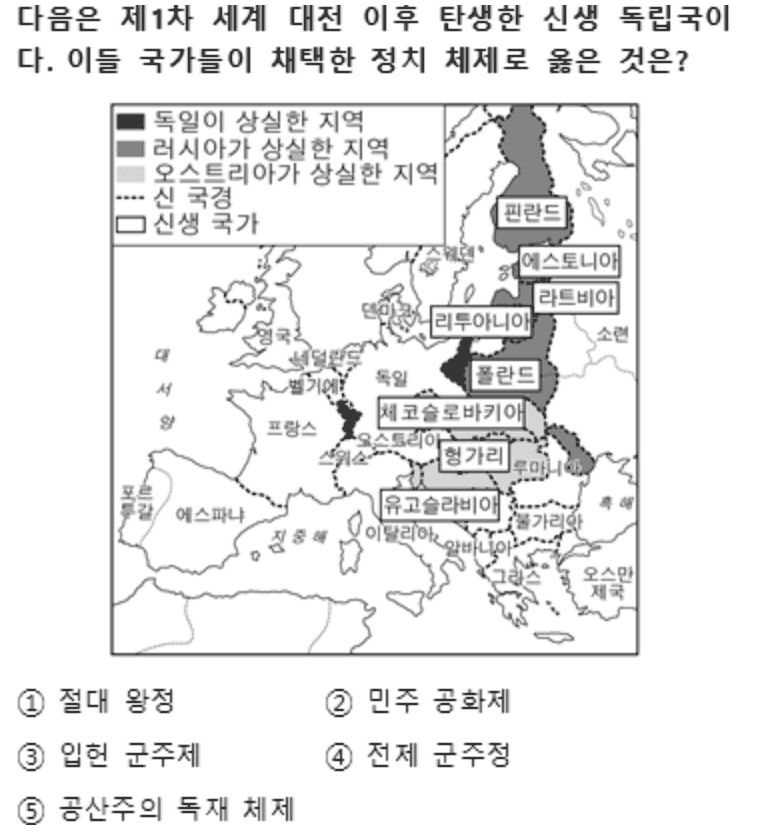 다음은 제1차 세계 대전 이후 탄생한 신생 독립국이
다. 이들 국가들이 채택한 정치 체제로 옳은 것은?
독일이 상실한 지역
러시아가 상실한 지역
오스트리아가 상실한 지역
신 국경
신생 국가
핀란드
스웨덴
에스토니아
라트비아
덴마크
리투아니아
소련
영국
네덜란드
대서양
벨기에
독일
폴란드
체코슬로바키아
프랑스
오스트리아
스위스
헝가리
루마니아
포르투갈
에스파냐
유고슬라비아
흑해
불가리아
지중해
이탈리아
알바니아
그리스
오스만
제국
① 절대 왕정
② 민주 공화제
③ 입헌 군주제
④ 전제 군주정
⑤ 공산주의 독재 체제